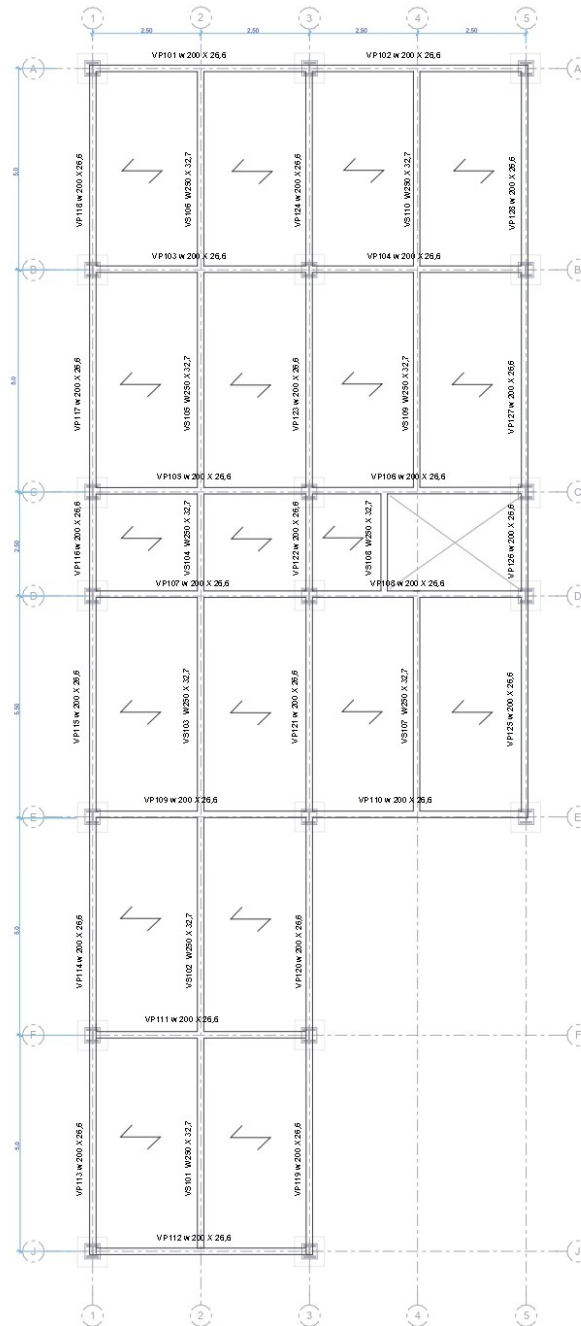 1 2 3 4 5
2.50 2.50 2.50 2.50
VP101 w 200 X 26,6 VP102 w 200 X 26,6
A A
5.0
VP118 w 200 X 26,6 VS106 W250 X 32,7 VP124 w 200 X 26,6 VS110 W250 X 32,7 VP128 w 200 X 26,6
VP103 w 200 X 26,6 VP104 w 200 X 26,6
B B
5.0
VP117 w 200 X 26,6 VS105 W250 X 32,7 VP123 w 200 X 26,6 VS109 W250 X 32,7 VP127 w 200 X 26,6
VP105 w 200 X 26,6 VP106 w 200 X 26,6
C C
2.50
VP116 w 200 X 26,6 VS104 W250 X 32,7 VP122 w 200 X 26,6 VS108 W250 X 32,7 VP126 w 200 X 26,6
VP107 w 200 X 26,6 VP108 w 200 X 26,6
D D
5.50
VP115 w 200 X 26,6 VS103 W250 X 32,7 VP121 w 200 X 26,6 VS107 W250 X 32,7 VP125 w 200 X 26,6
VP109 w 200 X 26,6 VP110 w 200 X 26,6
E E
5.0
VP114 w 200 X 26,6 VS102 W250 X 32,7 VP120 w 200 X 26,6
VP111 w 200 X 26,6
F F
5.0
VP113 w 200 X 26,6 VS101 W250 X 32,7 VP119 w 200 X 26,6
VP112 w 200 X 26,6
J J
1 2 3 4 5